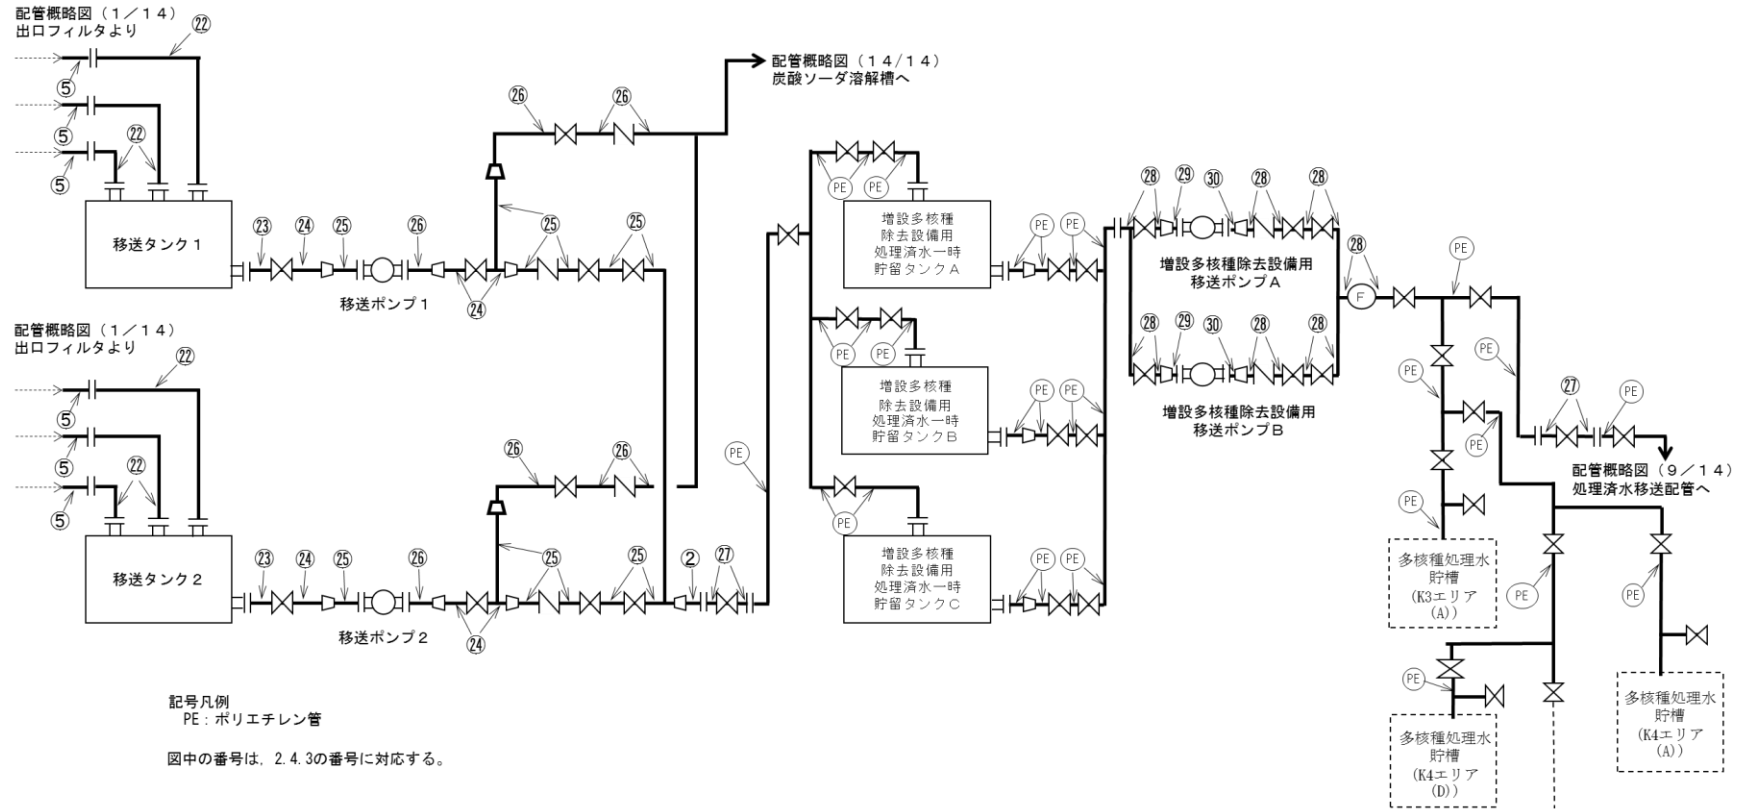 配管概略図（１／１４）
出口フィルタより
㉒
⑤
⑤
㉒
⑤
移送タンク１
㉓
㉔
㉕
㉖
移送ポンプ１
㉔
㉖
㉖
㉕
㉕
㉕
配管概略図（１４/１４）
炭酸ソーダ溶解槽へ
配管概略図（１／１４）
出口フィルタより
㉒
⑤
⑤
㉒
⑤
移送タンク２
㉓
㉔
㉕
㉖
移送ポンプ２
㉔
㉖
㉖
㉕
㉕
②
㉗
PE
PE
PE
増設多核種
除去設備用
処理済水一時
貯留タンクA
PE
PE
PE
PE
増設多核種
除去設備用
処理済水一時
貯留タンクB
PE
PE
PE
増設多核種
除去設備用
処理済水一時
貯留タンクC
PE
PE
㉘
㉙
㉚
㉘
㉘
増設多核種除去設備用
移送ポンプA
㉘
㉙
㉚
㉘
㉘
増設多核種除去設備用
移送ポンプB
㉘
F
PE
PE
PE
㉗
PE
PE
配管概略図（９／１４）
処理済水移送配管へ
PE
多核種処理水
貯槽
(K3エリア
(A))
PE
PE
PE
多核種処理水
貯槽
(K4エリア
(D))
多核種処理水
貯槽
(K4エリア
(A))
記号凡例
PE：ポリエチレン管
図中の番号は，2.4.3の番号に対応する。